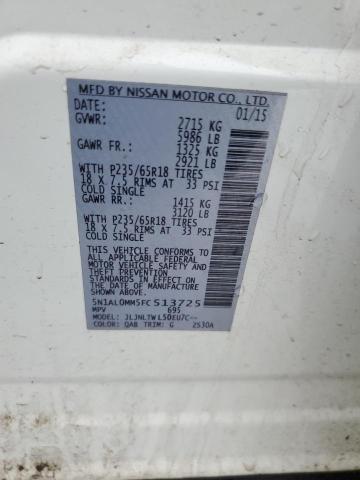 MFD BY NISSAN MOTOR CO., LTD.
DATE: 01/15
GVWR: 2715 KG
5986 LB
GAWR FR.: 1325 KG
2921 LB
WITH P235/65R18 TIRES
18 X 7.5 RIMS AT 33 PSI
COLD SINGLE
GAWR RR.: 1415 KG
3120 LB
WITH P235/65R18 TIRES
18 X 7.5 RIMS AT 33 PSI
COLD SINGLE
THIS VEHICLE CONFORMS TO ALL
APPLICABLE FEDERAL
MOTOR VEHICLE SAFETY AND
THEFT PREVENTION
STANDARDS IN EFFECT ON THE
DATE OF MANUFACTURE
SHOWN ABOVE.
5N1AL0MM5FC513725
MPV 695
MODEL: JLJNLTWL50EU7C--
COLOR: QAB TRIM: G 2S30A